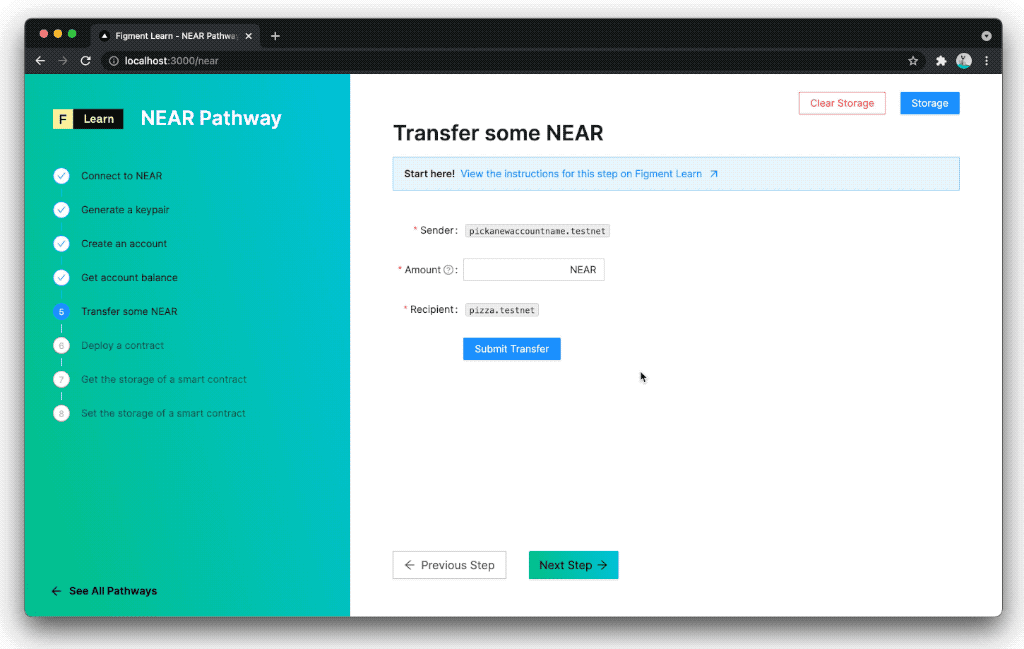 Figment Learn - NEAR Pathwa
localhost:3000/near
F Learn NEAR Pathway
Connect to NEAR
Generate a keypair
Create an account
Get account balance
5 Transfer some NEAR
6 Deploy a contract
7 Get the storage of a smart contract
8 Set the storage of a smart contract
See All Pathways
Clear Storage Storage
Transfer some NEAR
Start here! View the instructions for this step on Figment Learn
* Sender: pickanewaccountname.testnet
* Amount ? : NEAR
* Recipient: pizza.testnet
Submit Transfer
Previous Step Next Step